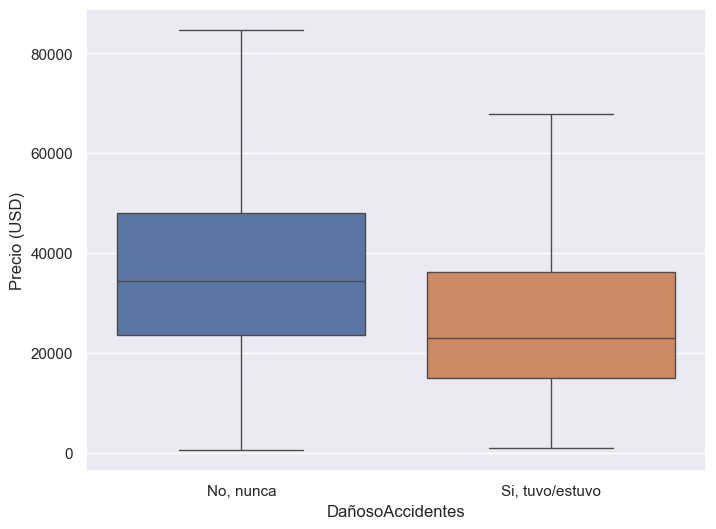 Precio (USD)
80000
60000
40000
20000
0
No, nunca
Si, tuvo/estuvo
DañosoAccidentes